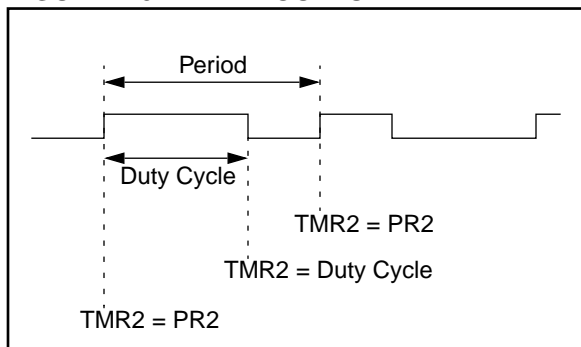 Period
Duty Cycle
TMR2 = PR2
TMR2 = Duty Cycle
TMR2 = PR2